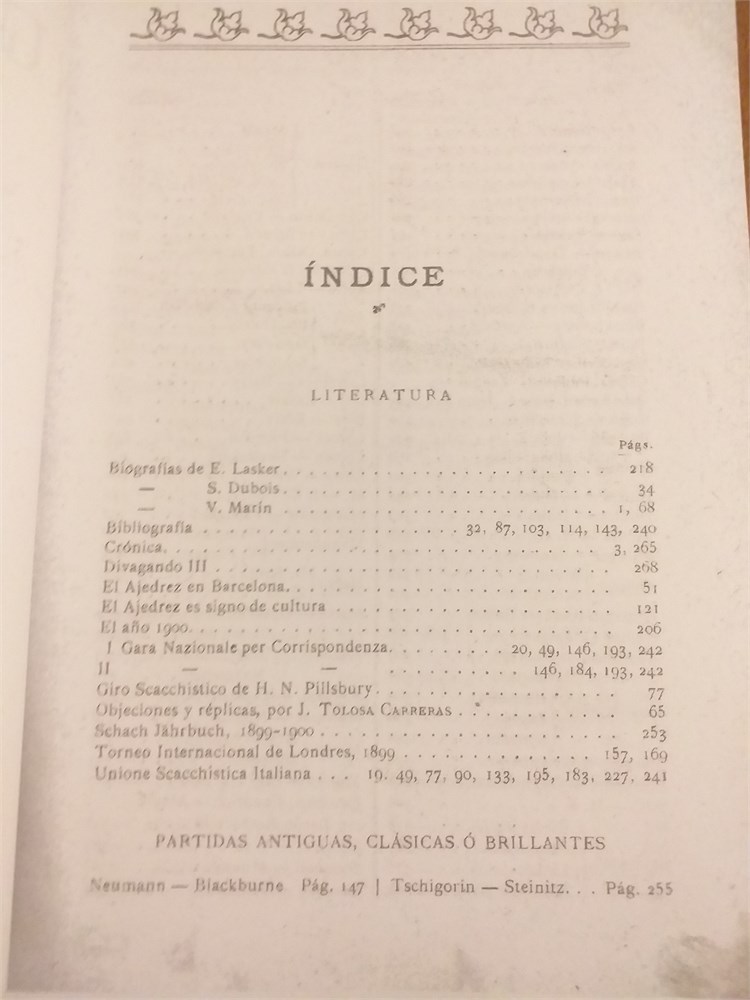 ÍNDICE
LITERATURA
Págs.
Biografías de E. Lasker. . . . . . . . . . . . . . . . . . . . . . . 218
— S. Dubois. . . . . . . . . . . . . . . . . . . . . . . 34
— V. Marín . . . . . . . . . . . . . . . . . . . . . . . 1, 68
Bibliografía . . . . . . . . . . . . . . . . . . 32, 87, 103, 114, 143, 240
Crónica. . . . . . . . . . . . . . . . . . . . . . . . . . . . . . 3, 265
Divagando III . . . . . . . . . . . . . . . . . . . . . . . . . . . 268
El Ajedrez en Barcelona. . . . . . . . . . . . . . . . . . . . . . 51
El Ajedrez es signo de cultura . . . . . . . . . . . . . . . . . . . 121
El año 1900. . . . . . . . . . . . . . . . . . . . . . . . . . . . 206
I Gara Nazionale per Corrispondenza. . . . . . . . 20, 49, 146, 193, 242
II — — . . . . . . . . . 146, 184, 193, 242
Giro Scacchistico de H. N. Pillsbury. . . . . . . . . . . . . . . . 77
Objeciones y réplicas, por J. TOLOSA CARRERAS . . . . . . . . . . . 65
Schach Jahrbuch, 1899-1900 . . . . . . . . . . . . . . . . . . . . 253
Torneo Internacional de Londres, 1899 . . . . . . . . . . . . . . 157, 169
Unione Scacchistica Italiana . . . 19. 49, 77, 90, 133, 195, 183, 227, 241
PARTIDAS ANTIGUAS, CLÁSICAS Ó BRILLANTES
Neumann — Blackburne Pág. 147 | Tschigorin — Steinitz. . . Pág. 255